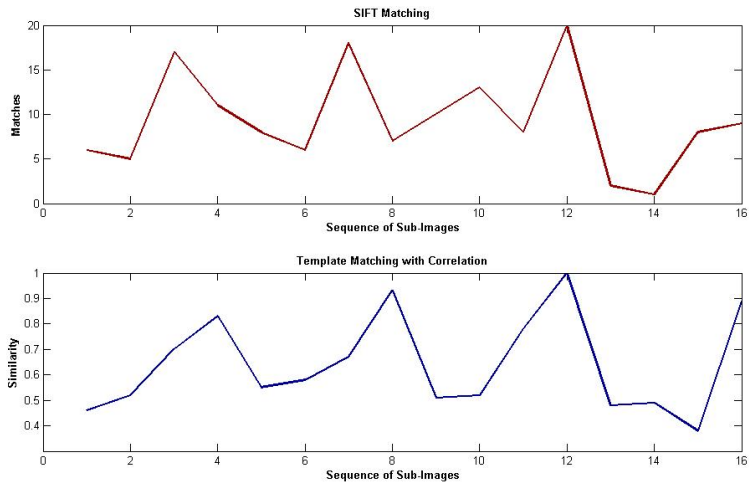 SIFT Matching
20
15
10
5
0
Matches
0 2 4 6 8 10 12 14 16
Sequence of Sub-Images
Template Matching with Correlation
1
0.9
0.8
0.7
0.6
0.5
0.4
Similarity
0 2 4 6 8 10 12 14 16
Sequence of Sub-Images